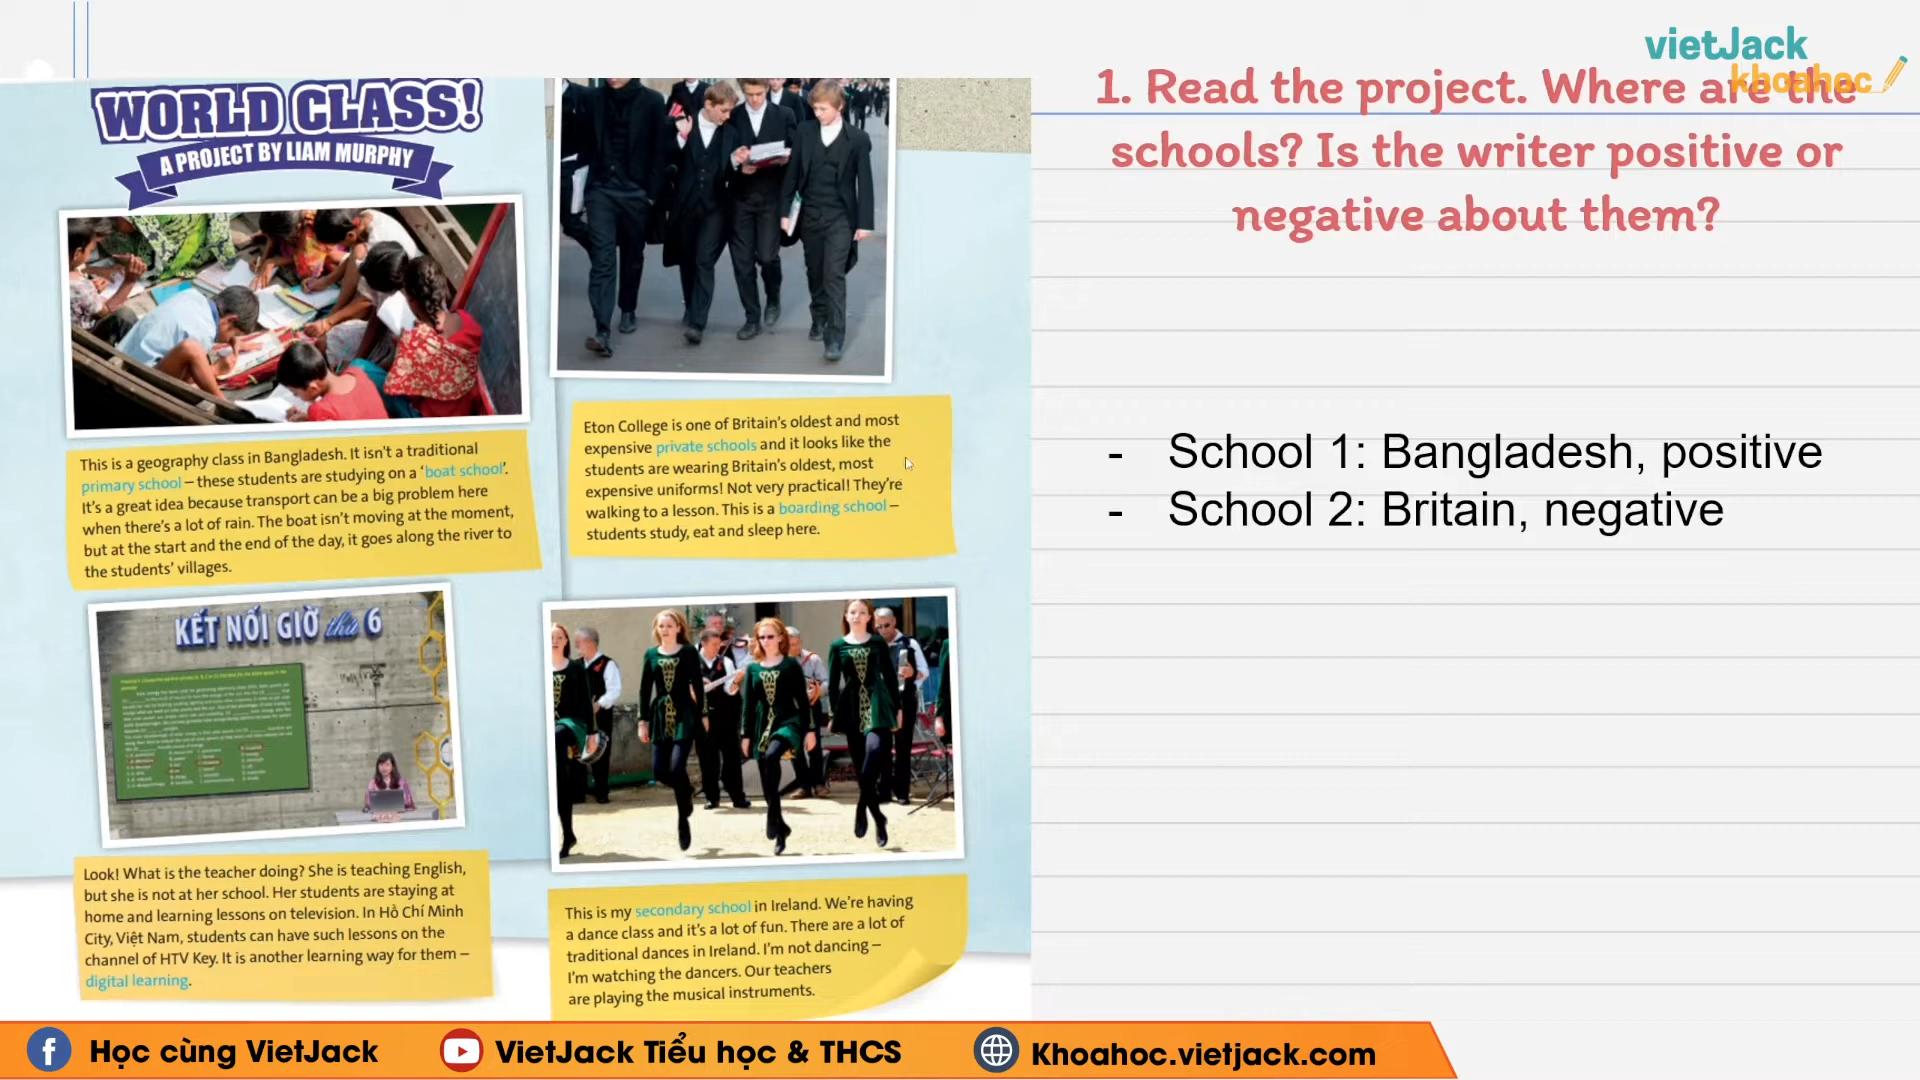 WORLD CLASS!
A PROJECT BY LIAM MURPHY
This is a geography class in Bangladesh. It isn't a traditional
primary school – these students are studying on a ‘boat school’.
It's a great idea because transport can be a big problem here
when there's a lot of rain. The boat isn't moving at the moment,
but at the start and the end of the day, it goes along the river to
the students' villages.
Eton College is one of Britain's oldest and most
expensive private schools and it looks like the
students are wearing Britain's oldest, most
expensive uniforms! Not very practical! They're
walking to a lesson. This is a boarding school –
students study, eat and sleep here.
KẾT NỐI GIỜ thứ 6
Look! What is the teacher doing? She is teaching English,
but she is not at her school. Her students are staying at
home and learning lessons on television. In Hồ Chí Minh
City, Việt Nam, students can have such lessons on the
channel of HTV Key. It is another learning way for them –
digital learning.
This is my secondary school in Ireland. We're having
a dance class and it's a lot of fun. There are a lot of
traditional dances in Ireland. I'm not dancing –
I'm watching the dancers. Our teachers
are playing the musical instruments.
vietJack
khoahoc
1. Read the project. Where are the
schools? Is the writer positive or
negative about them?
- School 1: Bangladesh, positive
- School 2: Britain, negative
Học cùng VietJack
VietJack Tiểu học & THCS
Khoahoc.vietjack.com